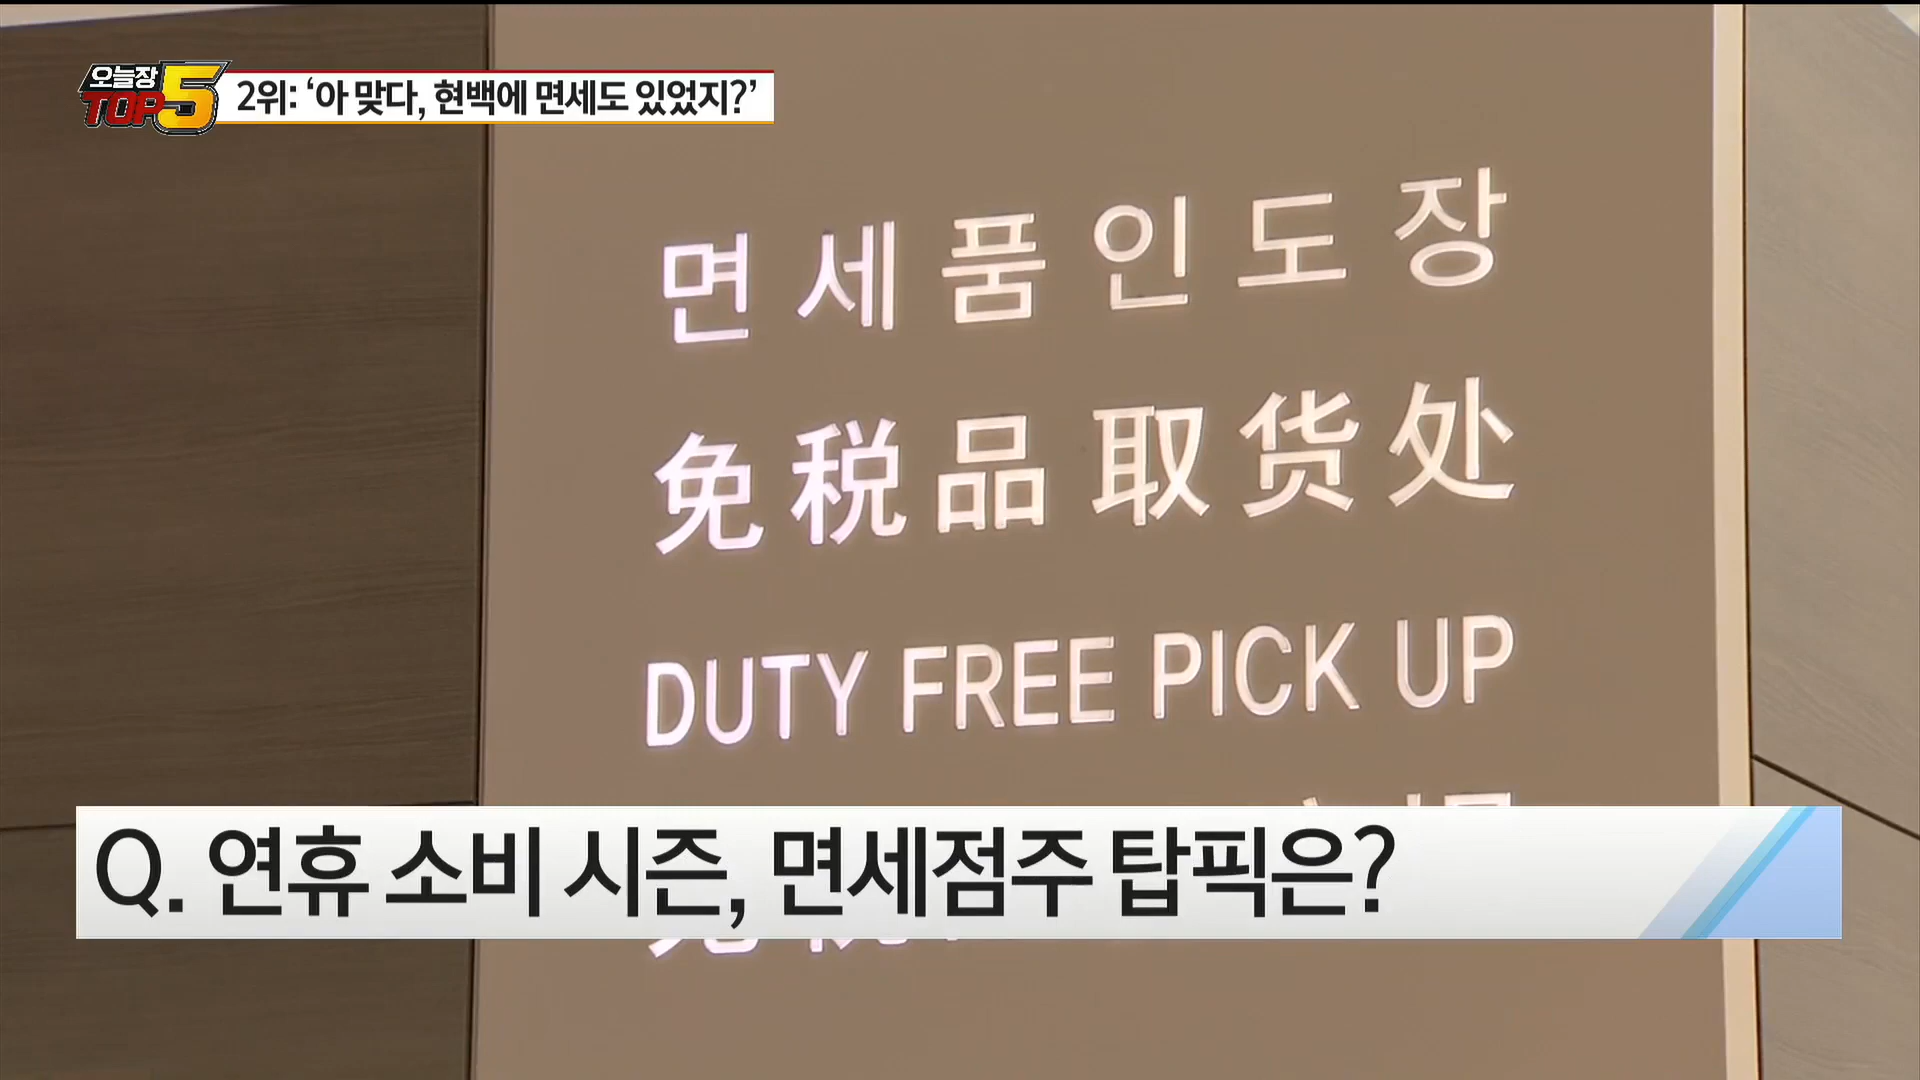 오늘장
TOP5
2위: ‘아 맞다, 현백에 면세도 있었지?’
면세품인도장
免税品取货处
DUTY FREE PICK UP
Q. 연휴 소비 시즌, 면세점주 탑픽은?